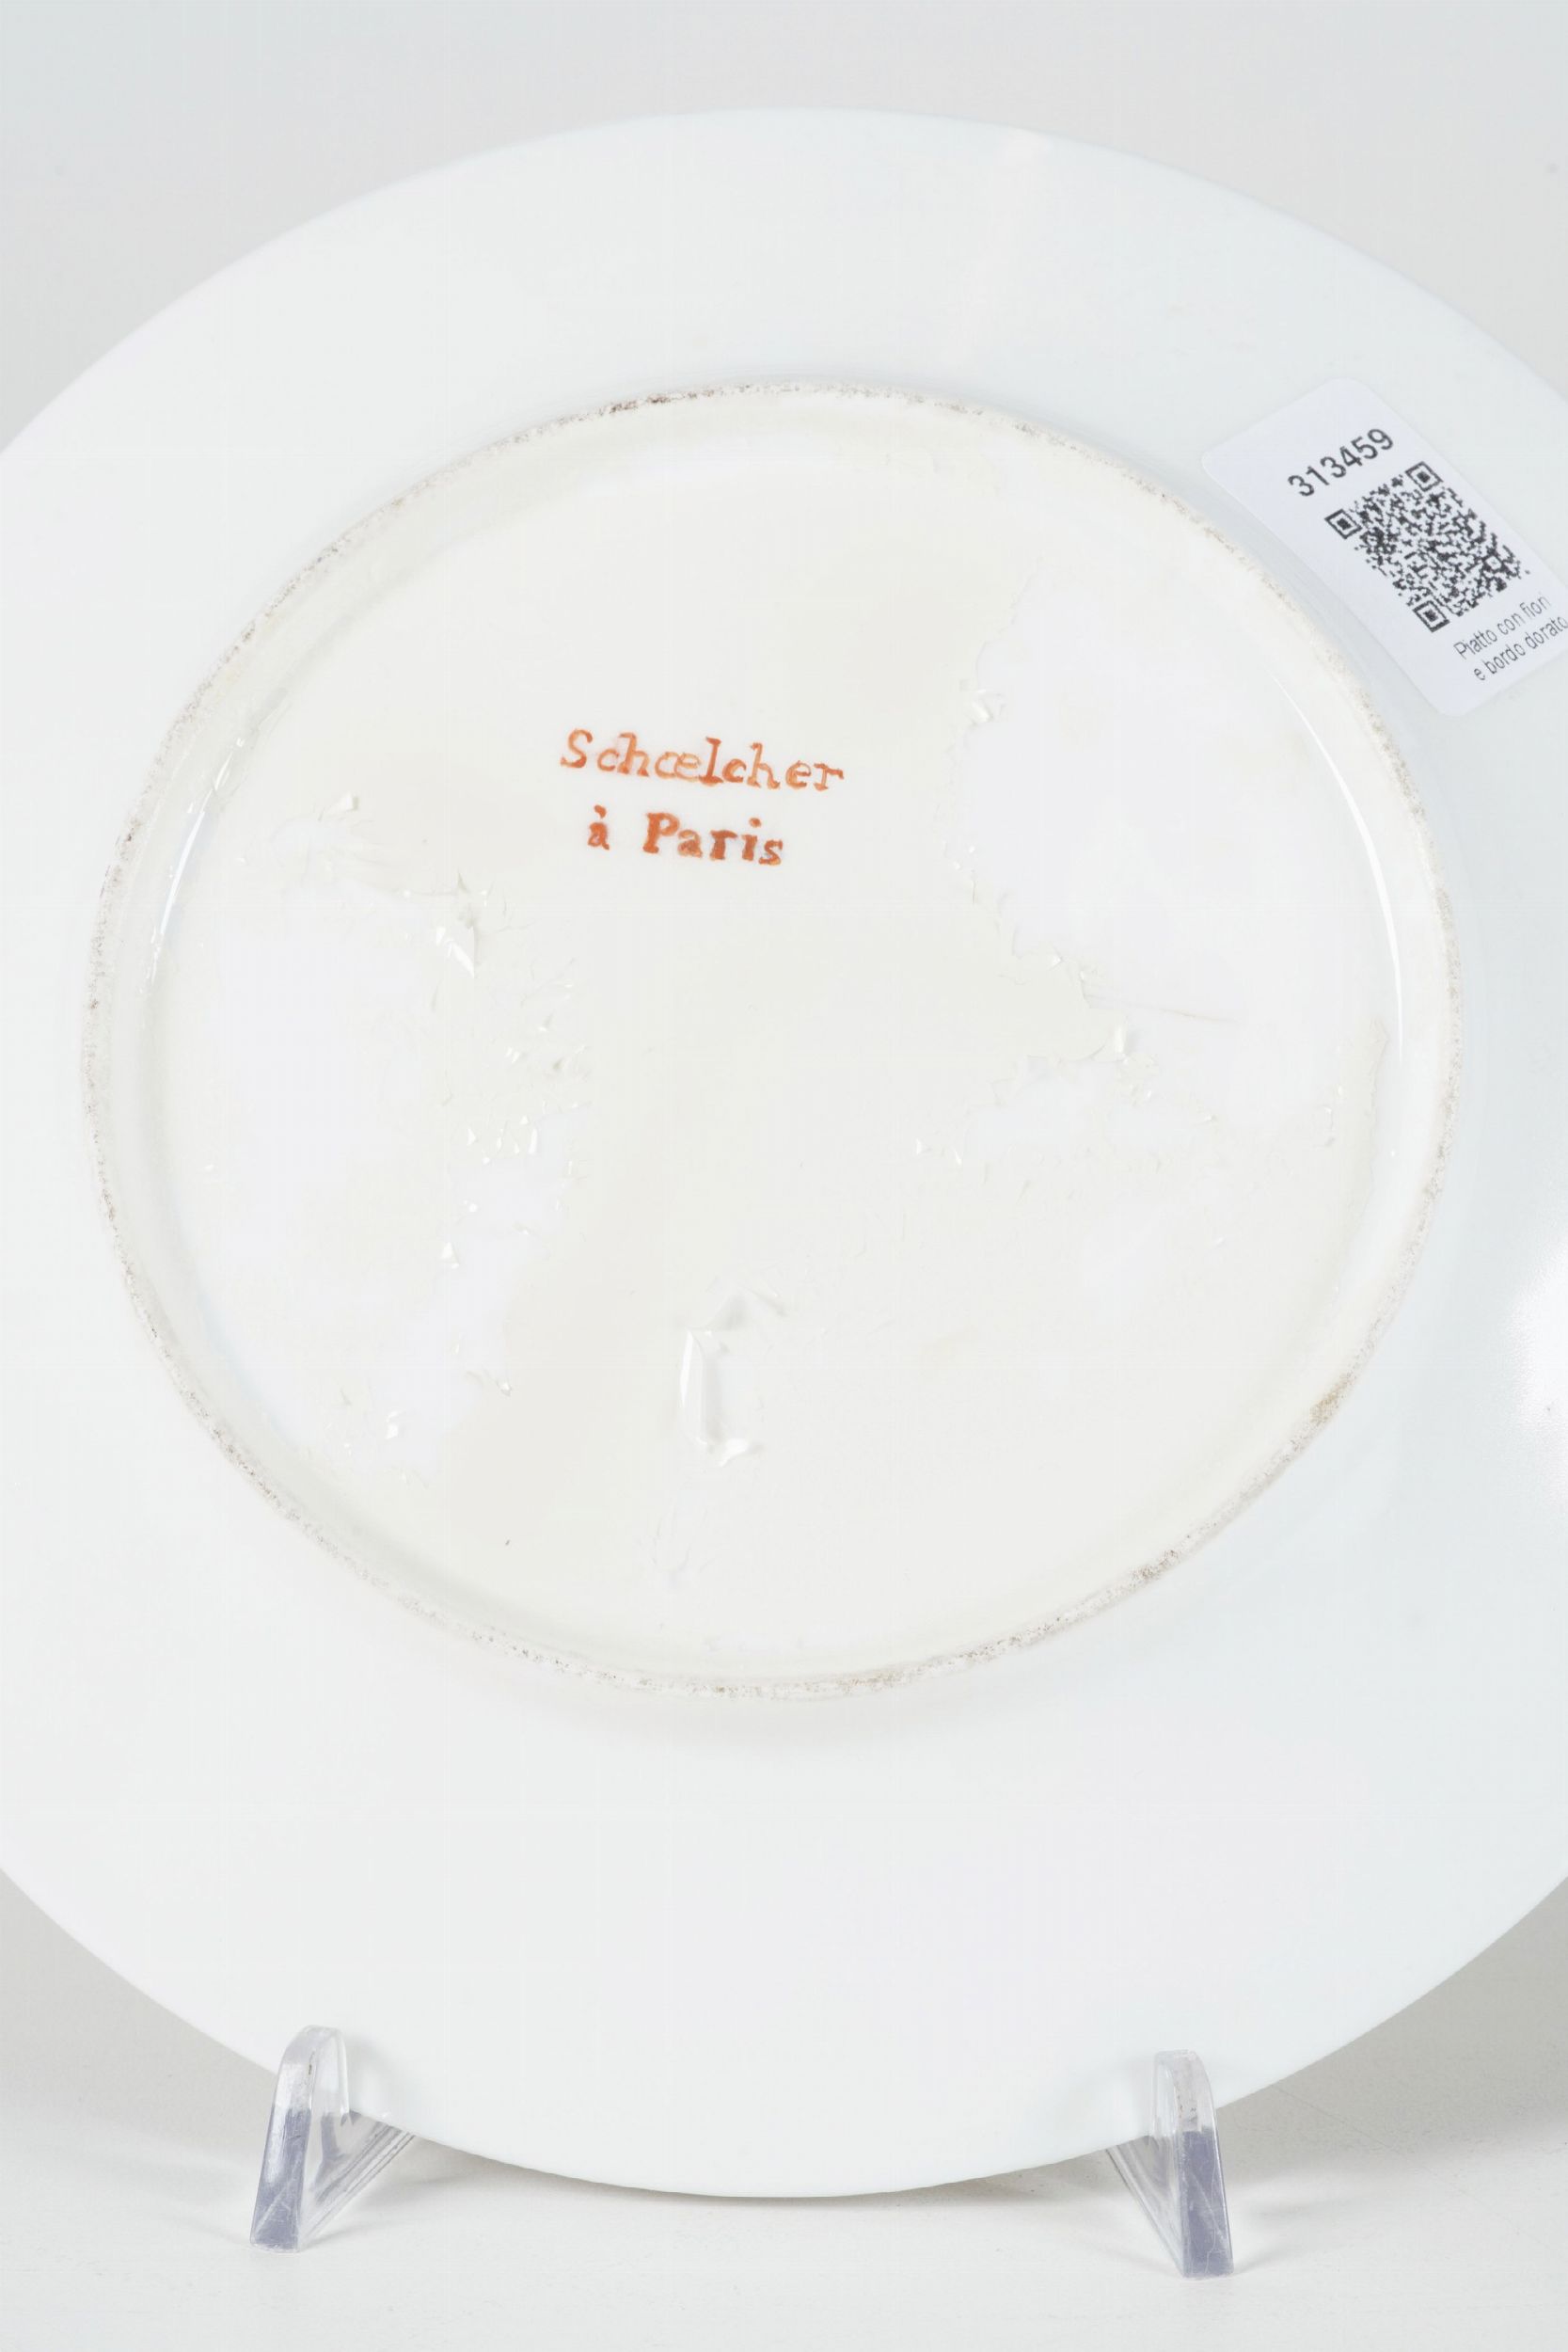 Schœlcher
à Paris
313459
Piatto con fiori
e bordo dorato